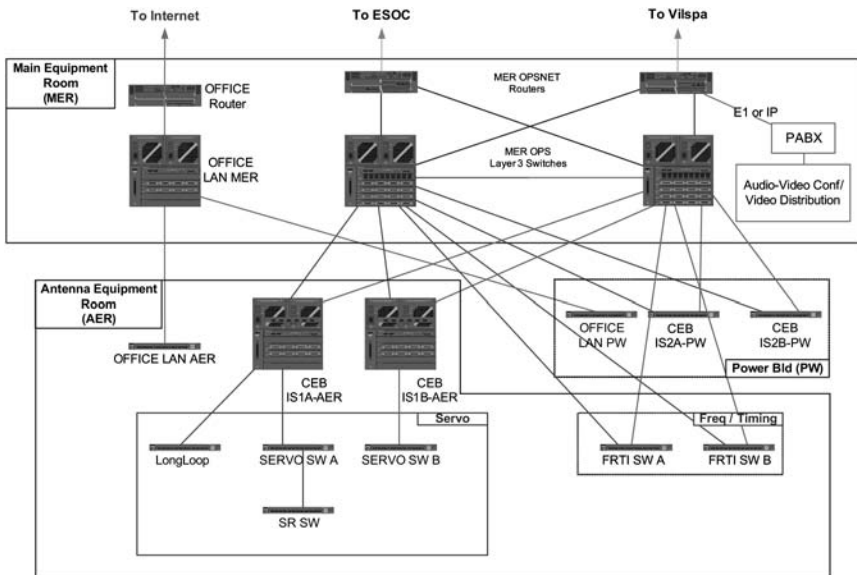 To Internet
To ESOC
To Vilspa
Main Equipment
Room
(MER)
OFFICE
Router
MER OPSNET
Routers
E1 or IP
PABX
OFFICE
LAN MER
MER OPS
Layer 3 Switches
Audio-Video Conf/
Video Distribution
Antenna Equipment
Room
(AER)
OFFICE LAN AER
CEB
IS1A-AER
CEB
IS1B-AER
OFFICE
LAN PW
CEB
IS2A-PW
CEB
IS2B-PW
Power Bld (PW)
Servo
Freq / Timing
LongLoop
SERVO SW A
SERVO SW B
FRTI SW A
FRTI SW B
SR SW